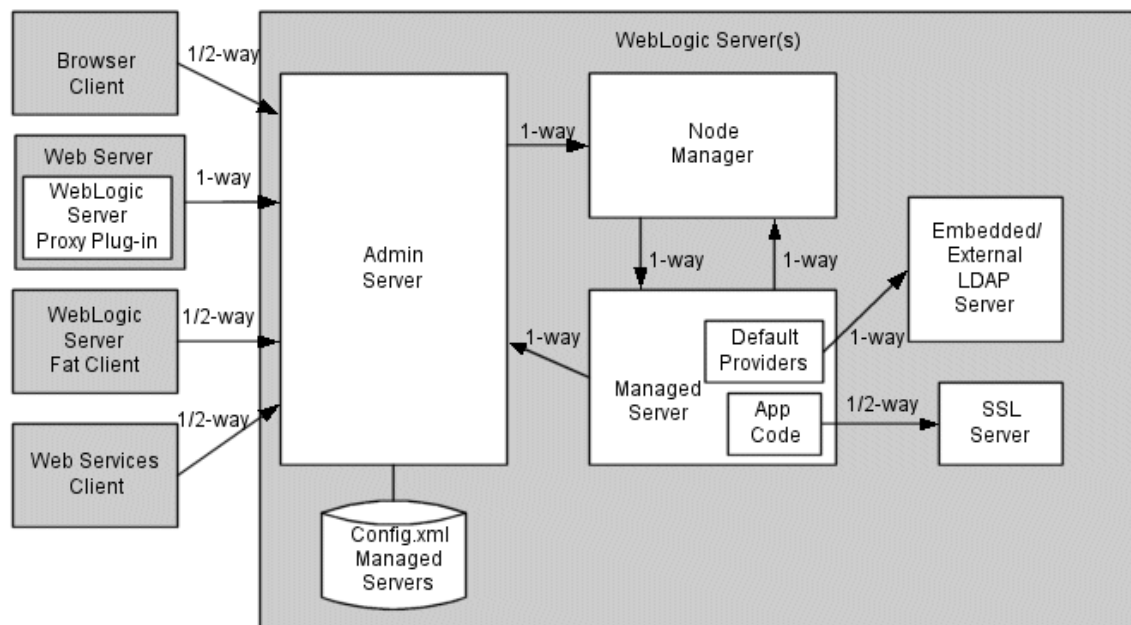 WebLogic Server(s)
Browser
Client
1/2-way
Web Server
WebLogic
Server
Proxy Plug-in
1-way
WebLogic
Server
Fat Client
1/2-way
Web Services
Client
1/2-way
Admin
Server
Config.xml
Managed
Servers
1-way
Node
Manager
1-way
1-way
1-way
Managed
Server
Default
Providers
App
Code
1-way
Embedded/
External
LDAP
Server
1/2-way
SSL
Server